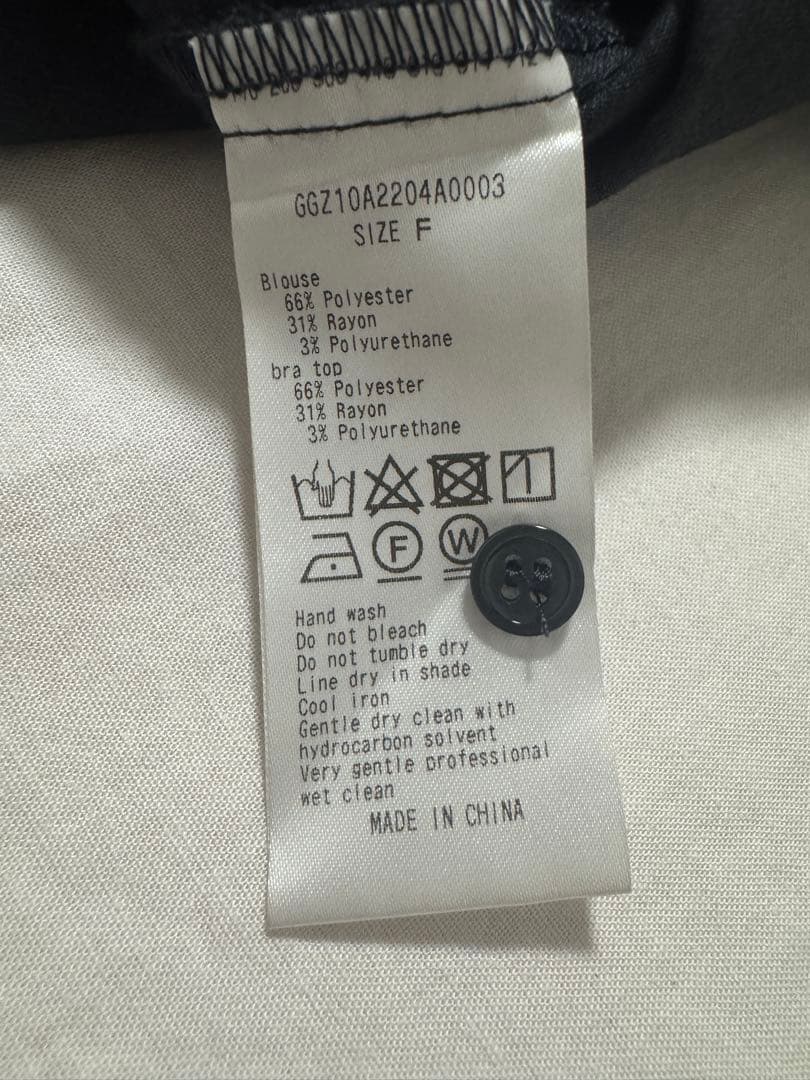 GGZ10A2204A0003
SIZE F
Blouse
66% Polyester
31% Rayon
3% Polyurethane
bra top
66% Polyester
31% Rayon
3% Polyurethane
F W
Hand wash
Do not bleach
Do not tumble dry
Line dry in shade
Cool iron
Gentle dry clean with
hydrocarbon solvent
Very gentle professional
wet clean
MADE IN CHINA